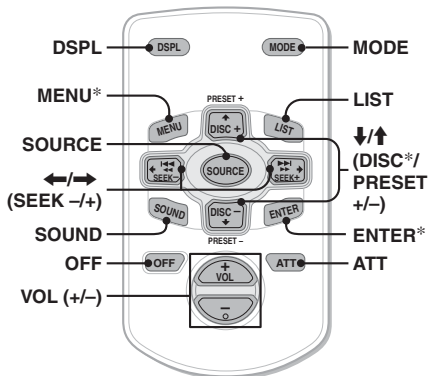 DSPL
MENU*
SOURCE
←/→
(SEEK –/+)
SOUND
OFF
VOL (+/–)
DSPL
MODE
PRESET +
MENU
DISC +
LIST
SEEK–
SOURCE
SEEK+
SOUND
DISC –
ENTER
PRESET –
OFF
+
VOL
–
ATT
MODE
LIST
↓/↑
(DISC*/
PRESET
+/–)
ENTER*
ATT